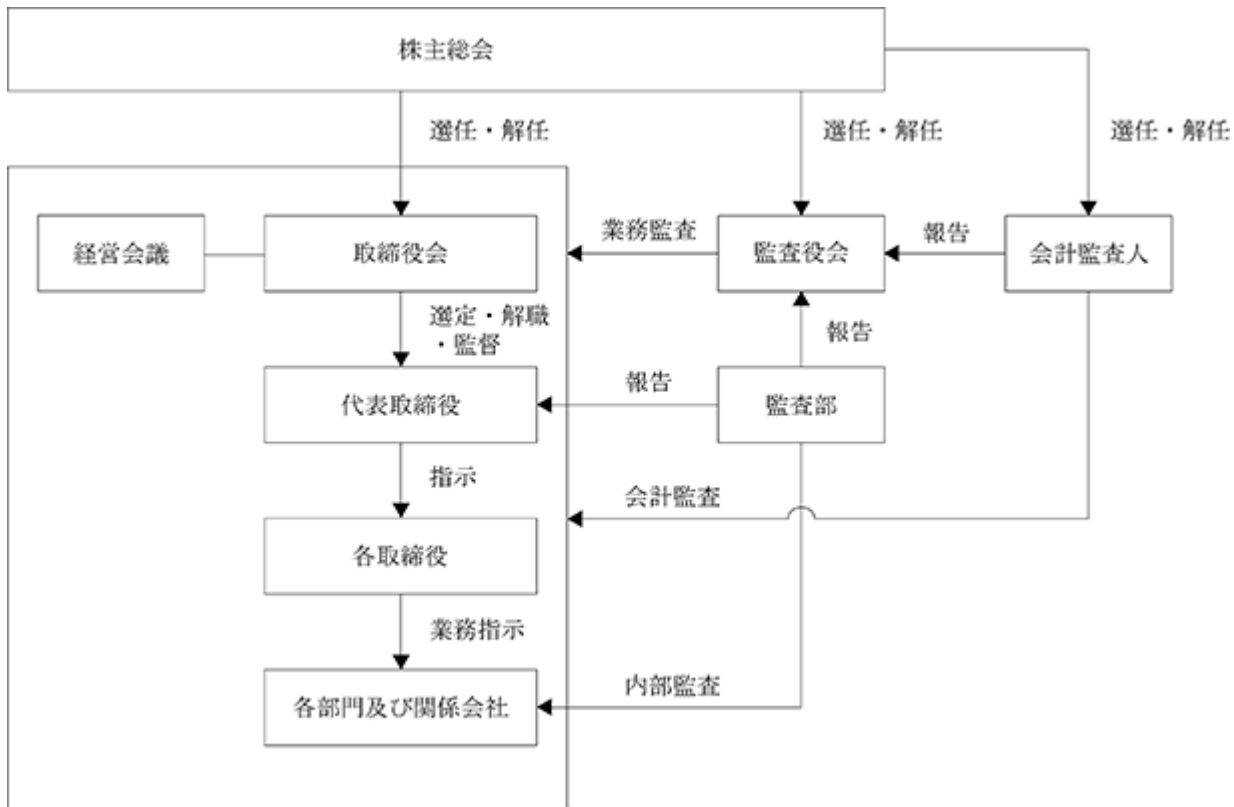 株主総会
選任・解任
選任・解任
選任・解任
経営会議
取締役会
業務監査
監査役会
報告
会計監査人
選定・解職
・監督
報告
代表取締役
報告
監査部
指示
会計監査
各取締役
業務指示
各部門及び関係会社
内部監査